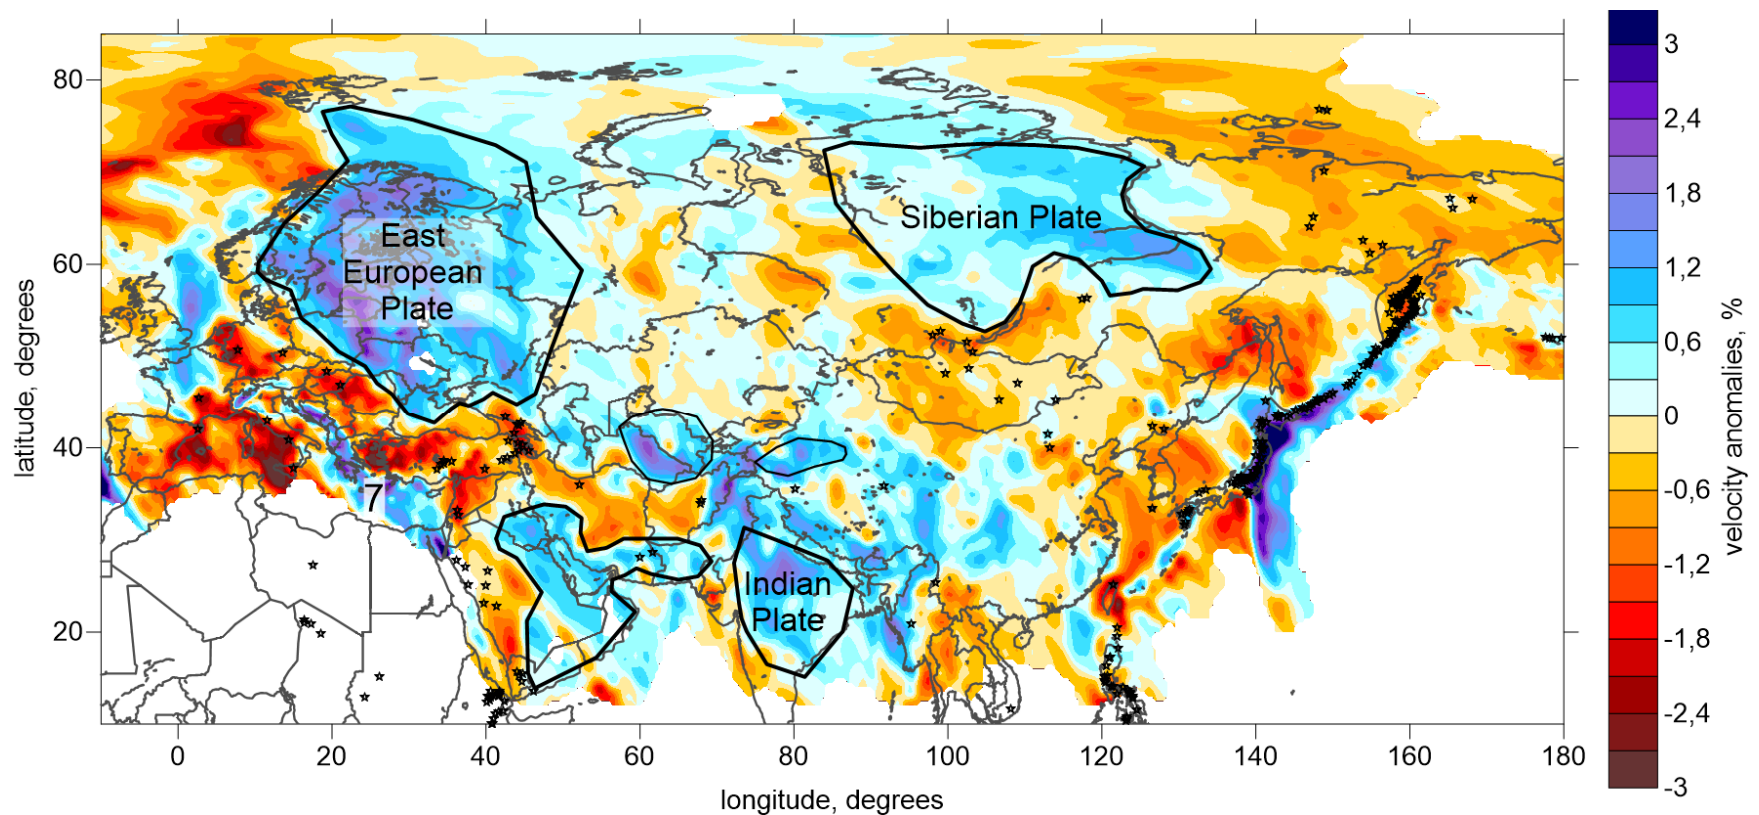 80
60
40
20
latitude, degrees
East
European
Plate
Siberian Plate
Indian
Plate
7
0
20
40
60
80
100
120
140
160
180
longitude, degrees
3
2,4
1,8
1,2
0,6
0
-0,6
-1,2
-1,8
-2,4
-3
velocity anomalies, %